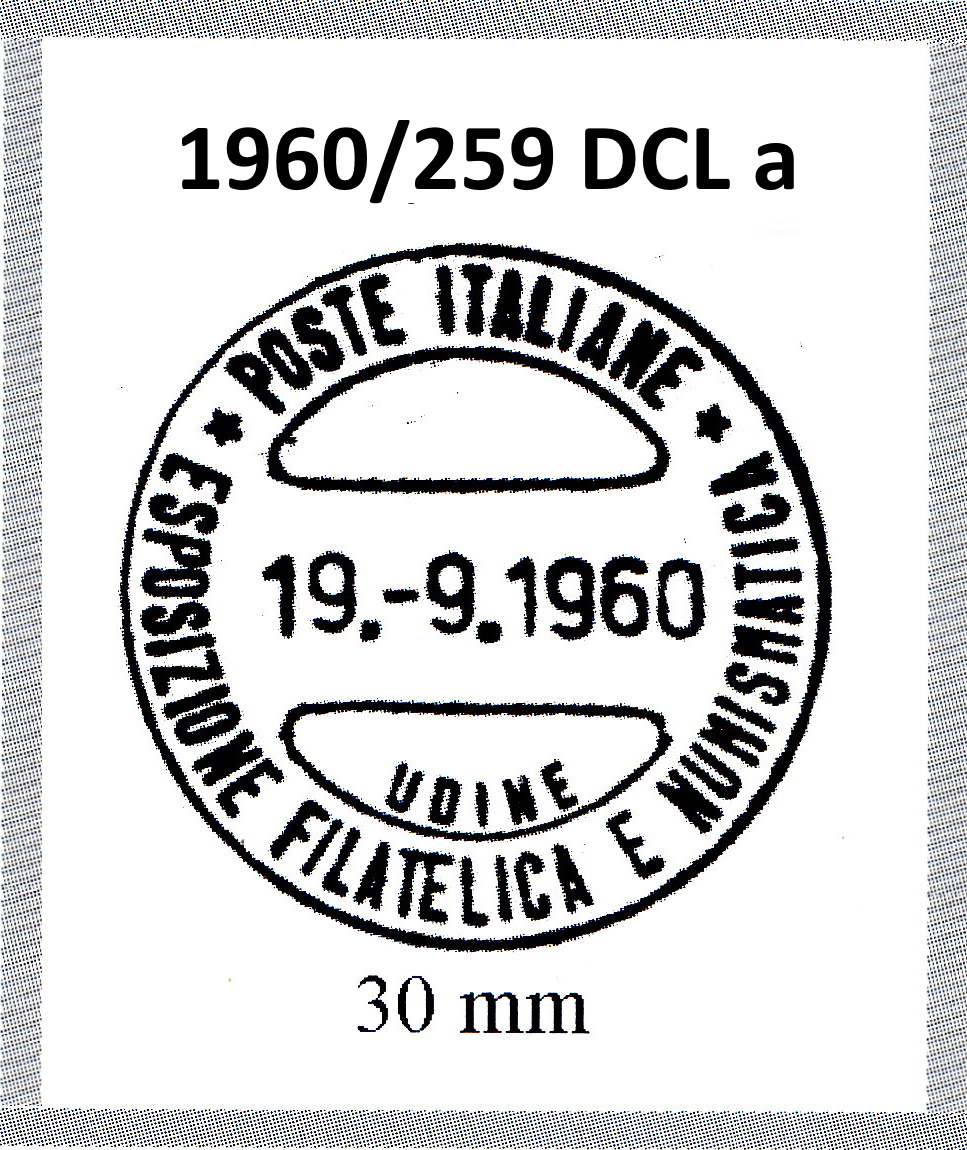 1960/259 DCL a
★ POSTE ITALIANE ★
19.-9.1960
UDINE
ESPOSIZIONE FILATELICA E NUMISMATICA
30 mm